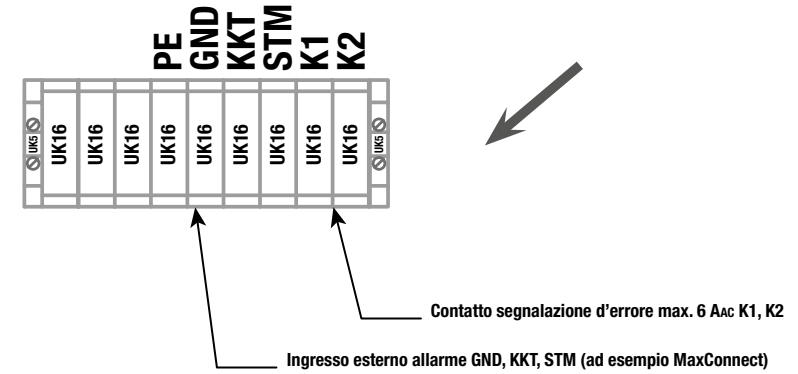 PE GND KKT STM K1 K2
UK5 UK16 UK16 UK16 UK16 UK16 UK16 UK16 UK16 UK16 UK5
Contatto segnalazione d’errore max. 6 AAC K1, K2
Ingresso esterno allarme GND, KKT, STM (ad esempio MaxConnect)